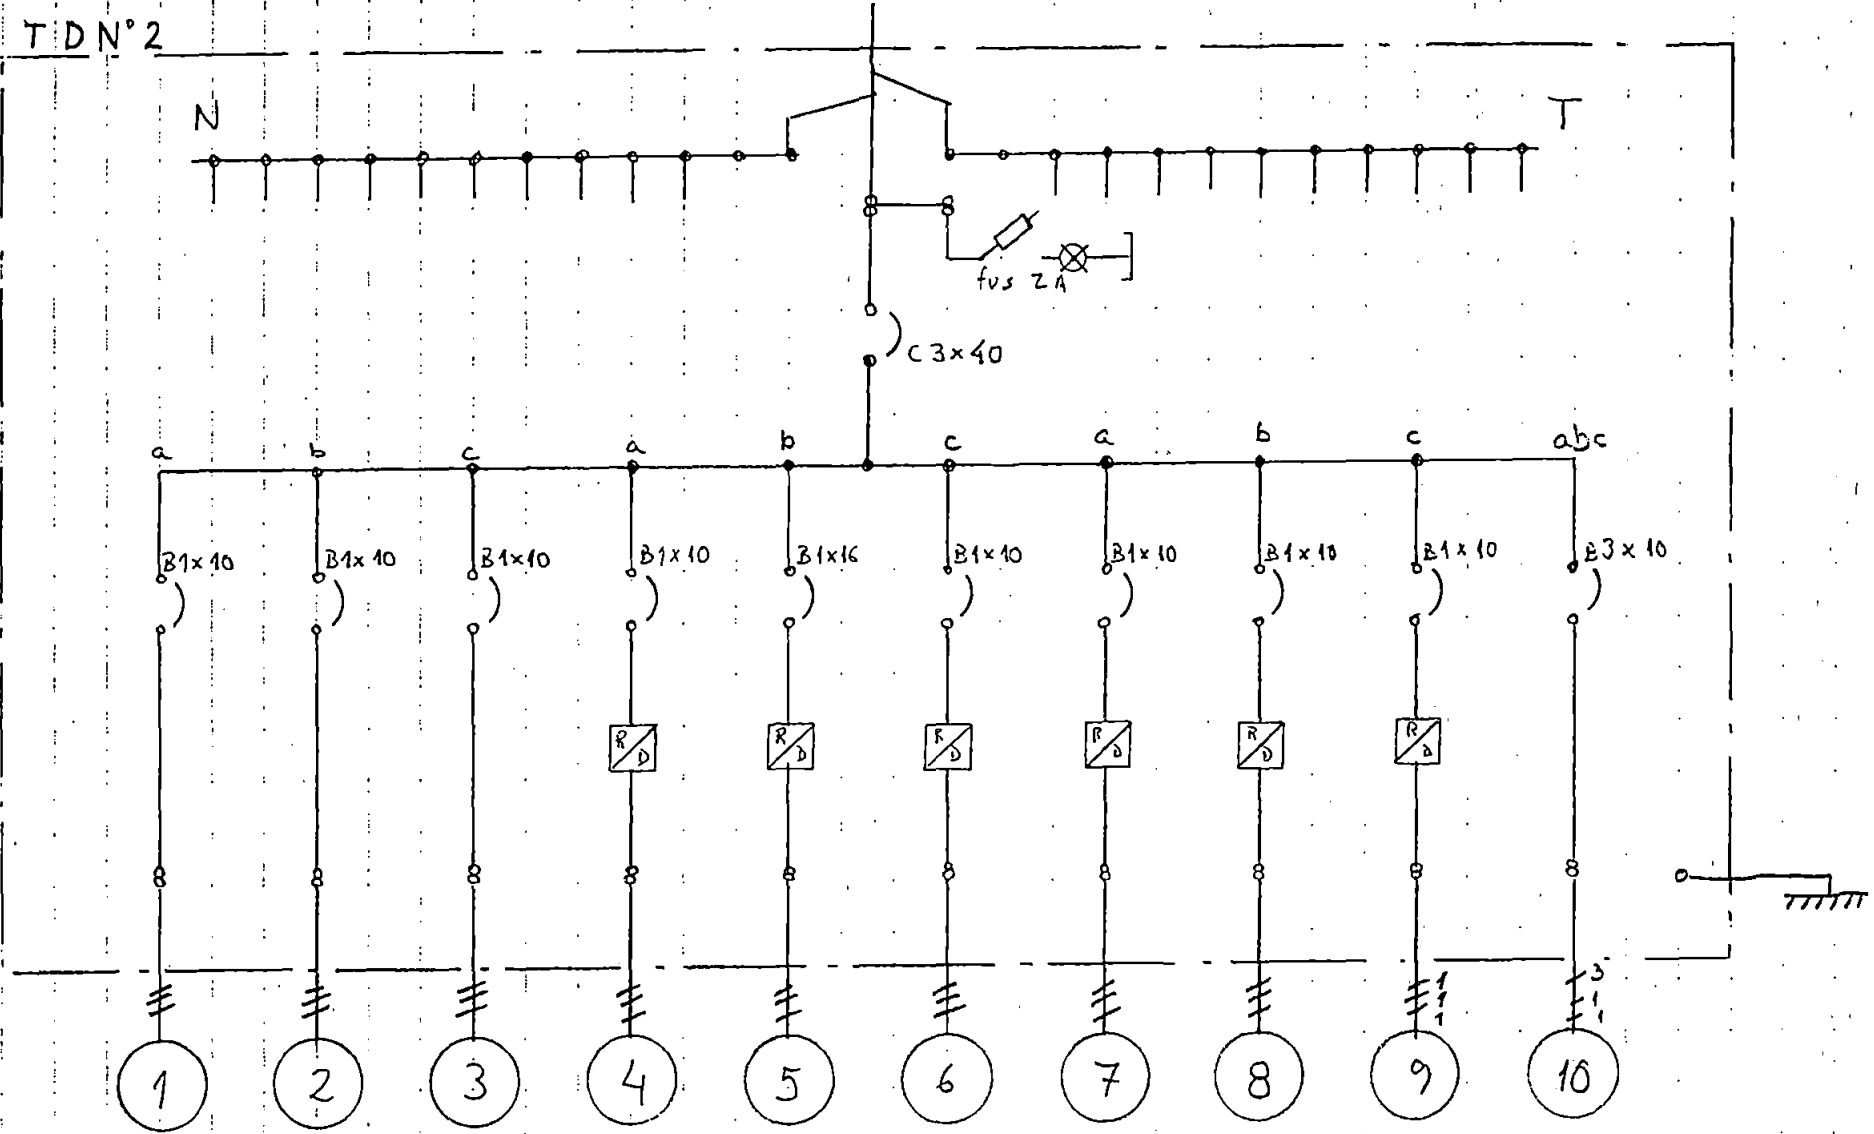 TDN°2
N T
fus 2A
C 3×40
a b c a b c a b c abc
B1×10 B1×10 B1×10 B1×10 B1×16 B1×10 B1×10 B1×10 B1×10 B3×10
R/D R/D R/D R/D R/D R/D
1 3
1 1
1 1
1 2 3 4 5 6 7 8 9 10